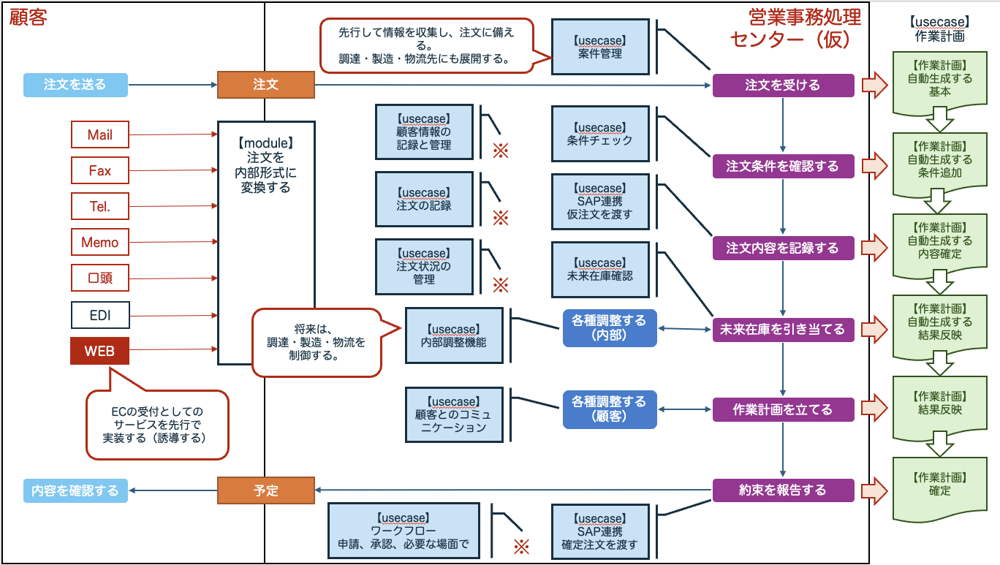 顧客
営業事務処理
センター（仮）
【usecase】
作業計画
先行して情報を収集し、注文に備え
る。
調達・製造・物流先にも展開する。
【usecase】
案件管理
注文を送る
注文
注文を受ける
【作業計画】
自動生成する
基本
Mail
Fax
Tel.
Memo
口頭
EDI
WEB
【module】
注文を
内部形式に
変換する
【usecase】
顧客情報の
記録と管理
※
【usecase】
条件チェック
注文条件を確認する
【作業計画】
自動生成する
条件追加
【usecase】
注文の記録
※
【usecase】
SAP連携
仮注文を渡す
注文内容を記録する
【作業計画】
自動生成する
内容確定
【usecase】
注文状況の
管理
※
【usecase】
未来在庫確認
将来は、
調達・製造・物流を
制御する。
【usecase】
内部調整機能
各種調整する
（内部）
未来在庫を引き当てる
【作業計画】
自動生成する
結果反映
ECの受付としての
サービスを先行で
実装する（誘導する）
【usecase】
顧客とのコミュ
ニケーション
各種調整する
（顧客）
作業計画を立てる
【作業計画】
結果反映
内容を確認する
予定
約束を報告する
【作業計画】
確定
【usecase】
ワークフロー
申請、承認、必要な場面で
※
【usecase】
SAP連携
確定注文を渡す